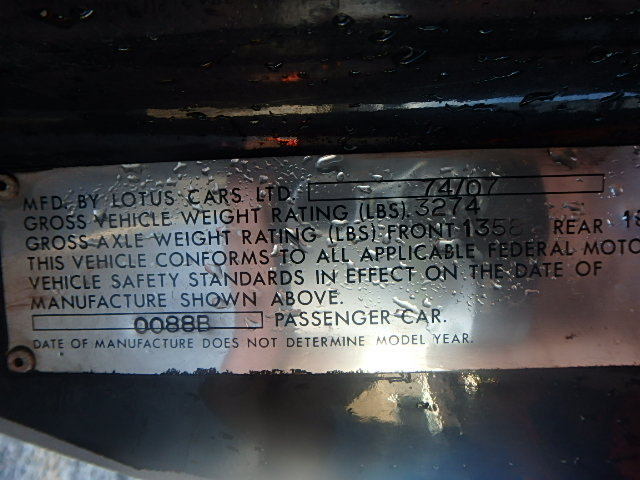 MFD. BY LOTUS CARS LTD. 74/07
GROSS VEHICLE WEIGHT RATING (LBS). 3274
GROSS AXLE WEIGHT RATING (LBS)-FRONT REAR
THIS VEHICLE CONFORMS TO ALL APPLICABLE FEDERAL
VEHICLE SAFETY STANDARDS IN EFFECT ON THE DATE OF
MANUFACTURE SHOWN ABOVE.
0088B PASSENGER CAR.
DATE OF MANUFACTURE DOES NOT DETERMINE MODEL YEAR.